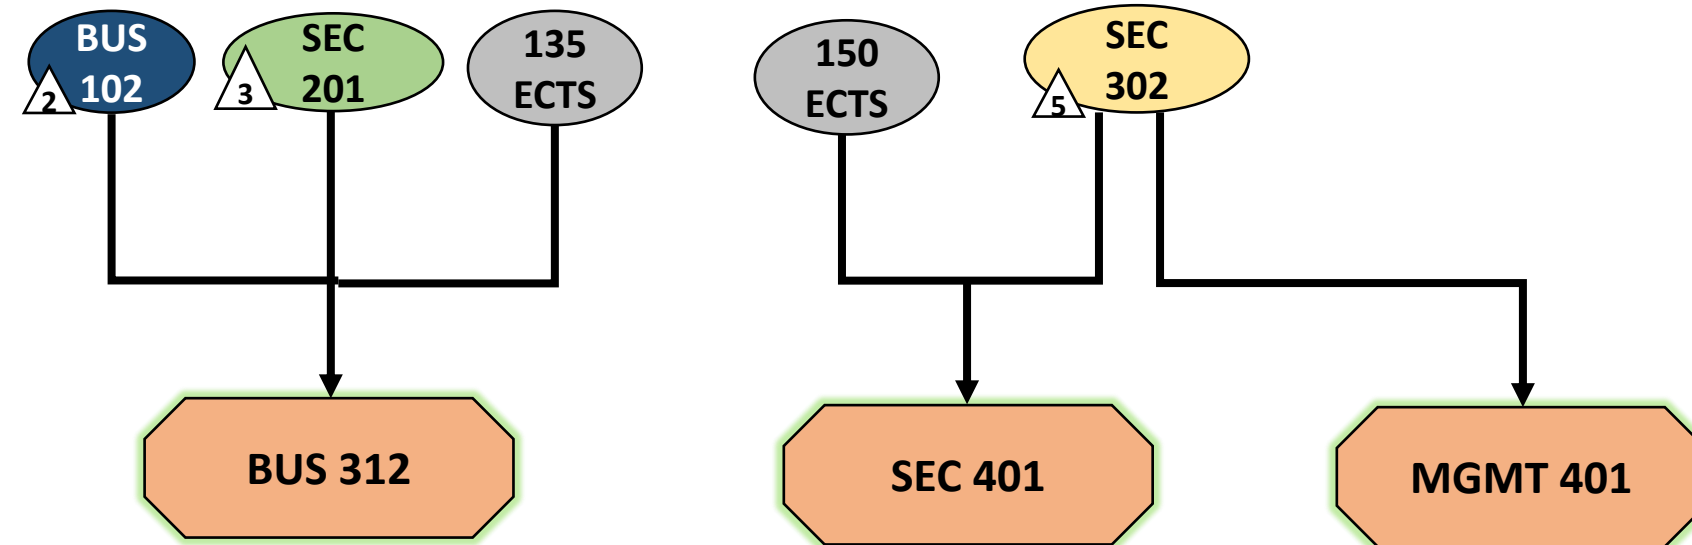 BUS
102
2
SEC
201
3
135
ECTS
150
ECTS
SEC
302
5
BUS 312
SEC 401
MGMT 401